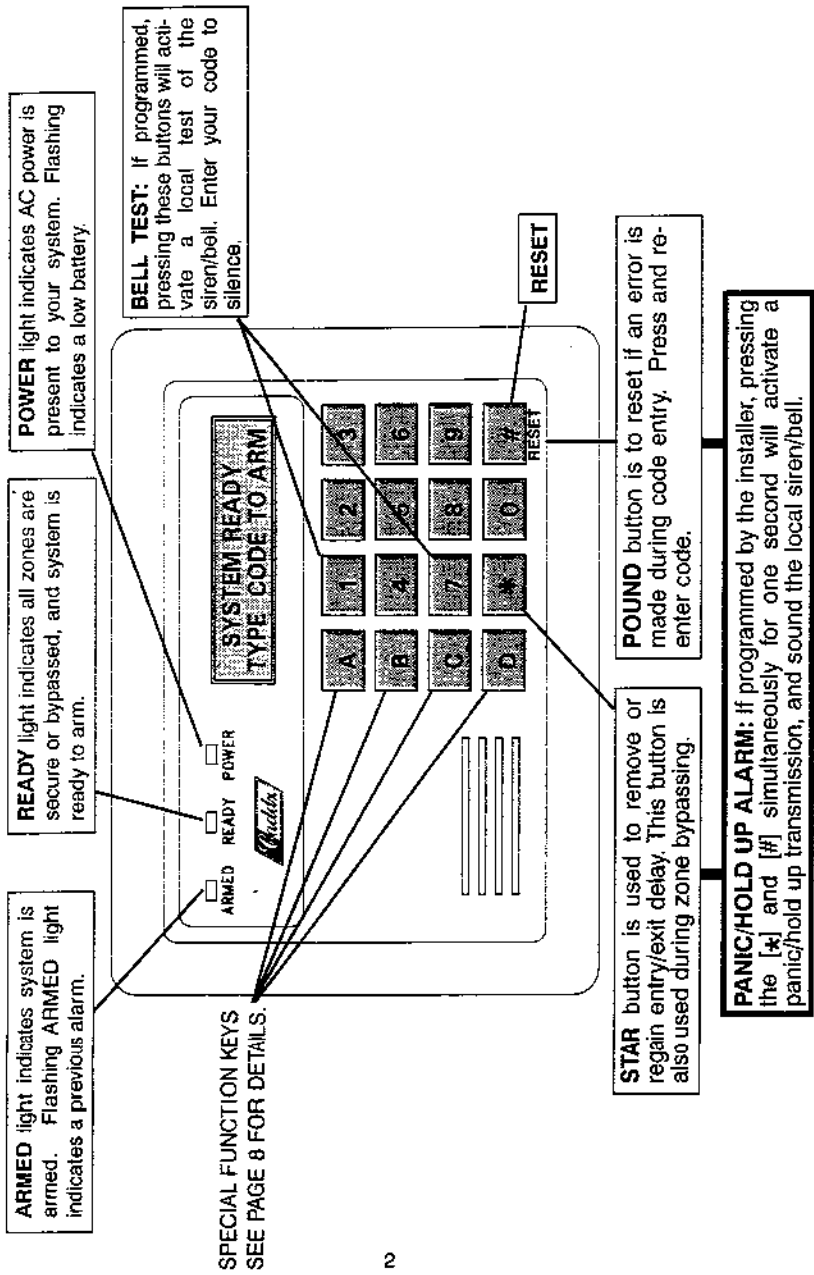 ARMED light indicates system is
armed. Flashing ARMED light
indicates a previous alarm.
READY light indicates all zones are
secure or bypassed, and system is
ready to arm.
POWER light indicates AC power is
present to your system. Flashing
indicates a low battery.
BELL TEST: If programmed,
pressing these buttons will acti-
vate a local test of the
siren/bell. Enter your code to
silence.
SPECIAL FUNCTION KEYS
SEE PAGE 8 FOR DETAILS.
ARMED READY POWER
Caddx
SYSTEM READY
TYPE CODE TO ARM
A 1 2 3
B 4 5 6
C 7 8 9
D * 0 #
RESET
RESET
STAR button is used to remove or
regain entry/exit delay. This button is
also used during zone bypassing.
POUND button is to reset if an error is
made during code entry. Press and re-
enter code.
PANIC/HOLD UP ALARM: If programmed by the installer, pressing
the [*] and [#] simultaneously for one second will activate a
panic/hold up transmission, and sound the local siren/bell.
2